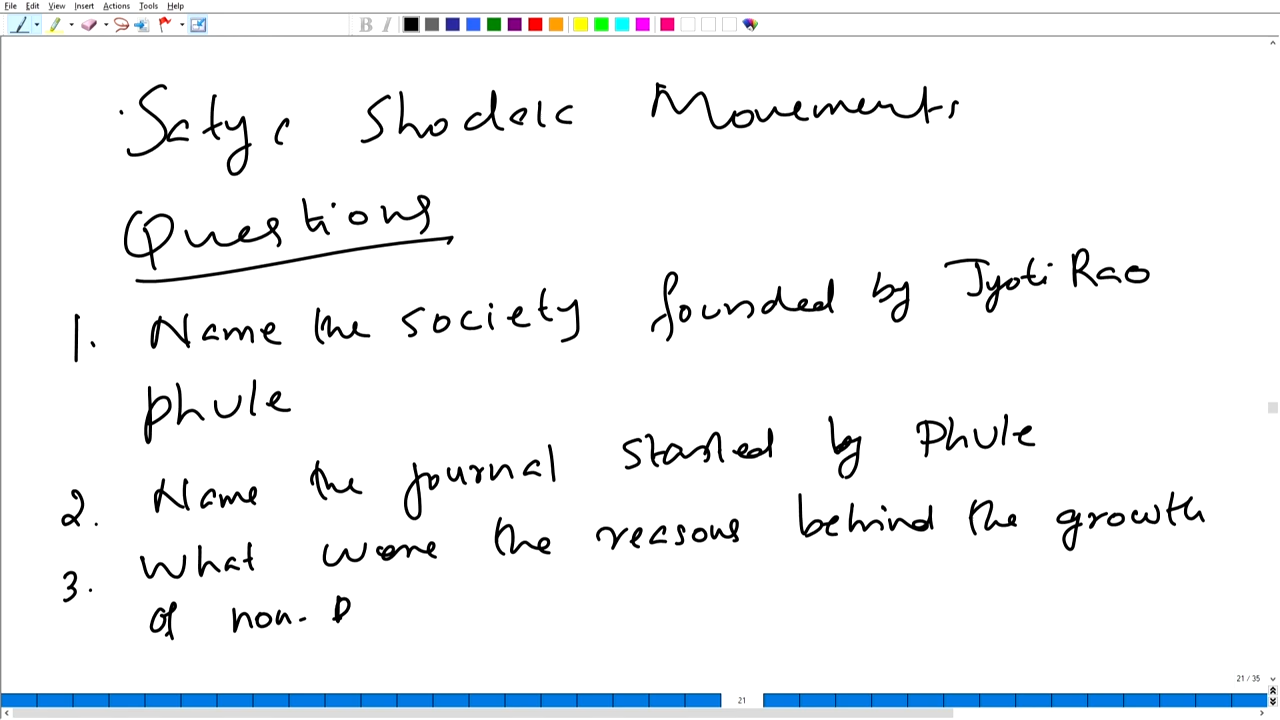 File Edit View Insert Actions Tools Help
B I
Satya Shodak Movements
Questions
1. Name the society founded by Jyoti Rao
Phule
2. Name the journal started by Phule
3. What were the reasons behind the growth
of non-
21 / 35
21